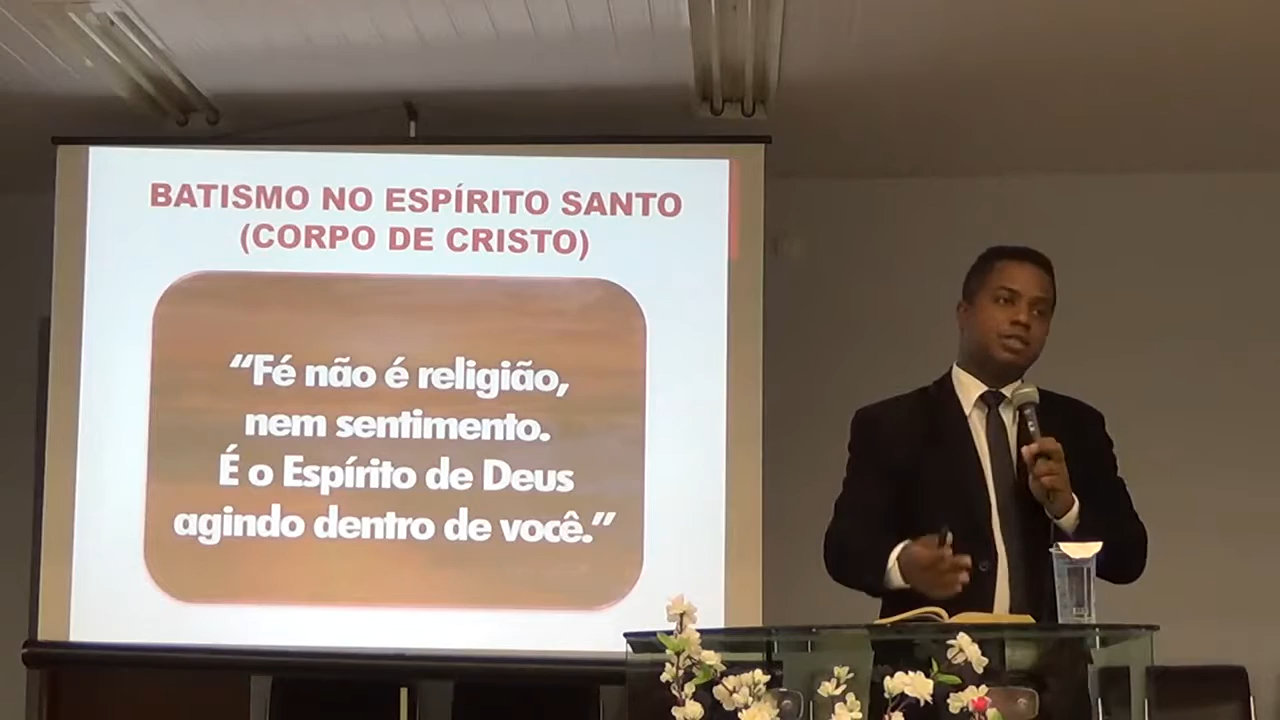 BATISMO NO ESPÍRITO SANTO
(CORPO DE CRISTO)
“Fé não é religião,
nem sentimento.
É o Espírito de Deus
agindo dentro de você.”